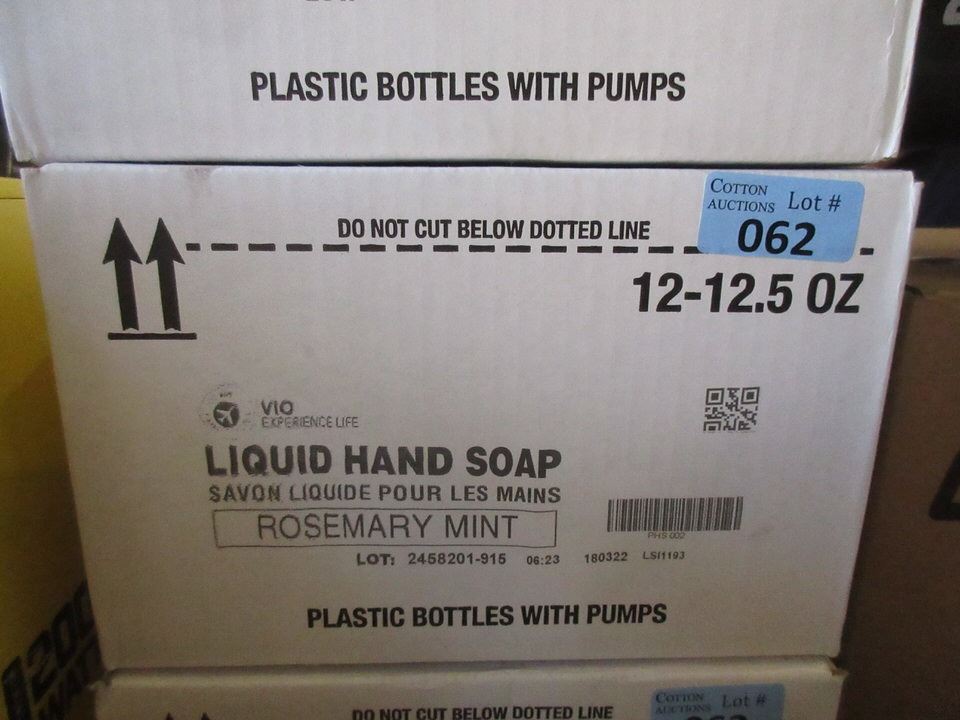 PLASTIC BOTTLES WITH PUMPS
COTTON
AUCTIONS Lot #
062
DO NOT CUT BELOW DOTTED LINE
12-12.5 OZ
VIO
EXPERIENCE LIFE
LIQUID HAND SOAP
SAVON LIQUIDE POUR LES MAINS
ROSEMARY MINT
PHS 002
LOT: 2458201-915 06:23 180322 LSI1193
PLASTIC BOTTLES WITH PUMPS
COTTON
AUCTIONS Lot #
DO NOT CUT BELOW DOTTED LINE